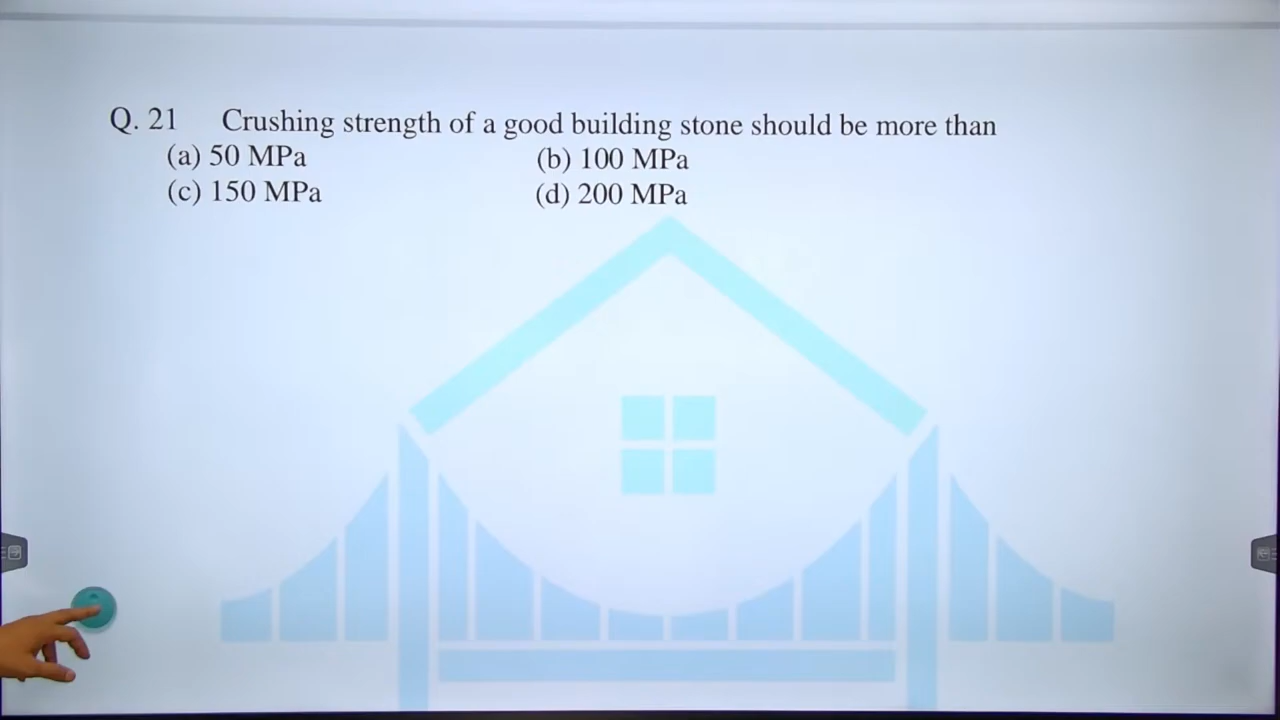 Q. 21 Crushing strength of a good building stone should be more than
(a) 50 MPa (b) 100 MPa
(c) 150 MPa (d) 200 MPa